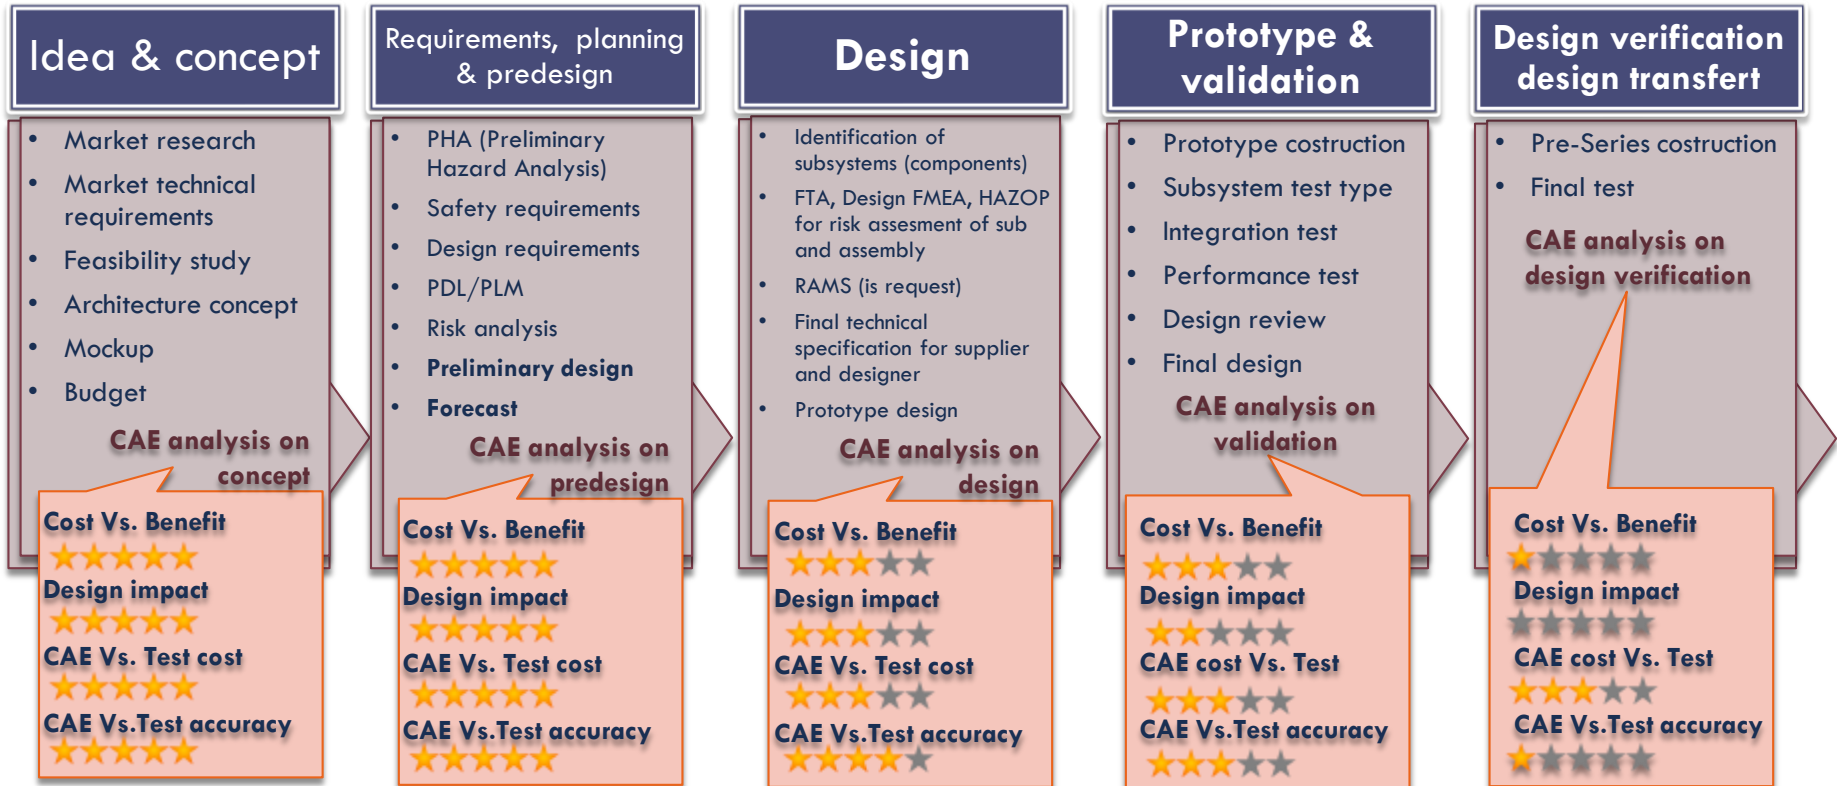 Idea & concept
• Market research
• Market technical
requirements
• Feasibility study
• Architecture concept
• Mockup
• Budget
CAE analysis on
concept
Cost Vs. Benefit
Design impact
CAE Vs. Test cost
CAE Vs.Test accuracy
Requirements, planning
& predesign
• PHA (Preliminary
Hazard Analysis)
• Safety requirements
• Design requirements
• PDL/PLM
• Risk analysis
• Preliminary design
• Forecast
CAE analysis on
predesign
Cost Vs. Benefit
Design impact
CAE Vs. Test cost
CAE Vs.Test accuracy
Design
• Identification of
subsystems (components)
• FTA, Design FMEA, HAZOP
for risk assesment of sub
and assembly
• RAMS (is request)
• Final technical
specification for supplier
and designer
• Prototype design
CAE analysis on
design
Cost Vs. Benefit
Design impact
CAE Vs. Test cost
CAE Vs.Test accuracy
Prototype &
validation
• Prototype costruction
• Subsystem test type
• Integration test
• Performance test
• Design review
• Final design
CAE analysis on
validation
Cost Vs. Benefit
Design impact
CAE cost Vs. Test
CAE Vs.Test accuracy
Design verification
design transfert
• Pre-Series costruction
• Final test
CAE analysis on
design verification
Cost Vs. Benefit
Design impact
CAE cost Vs. Test
CAE Vs.Test accuracy